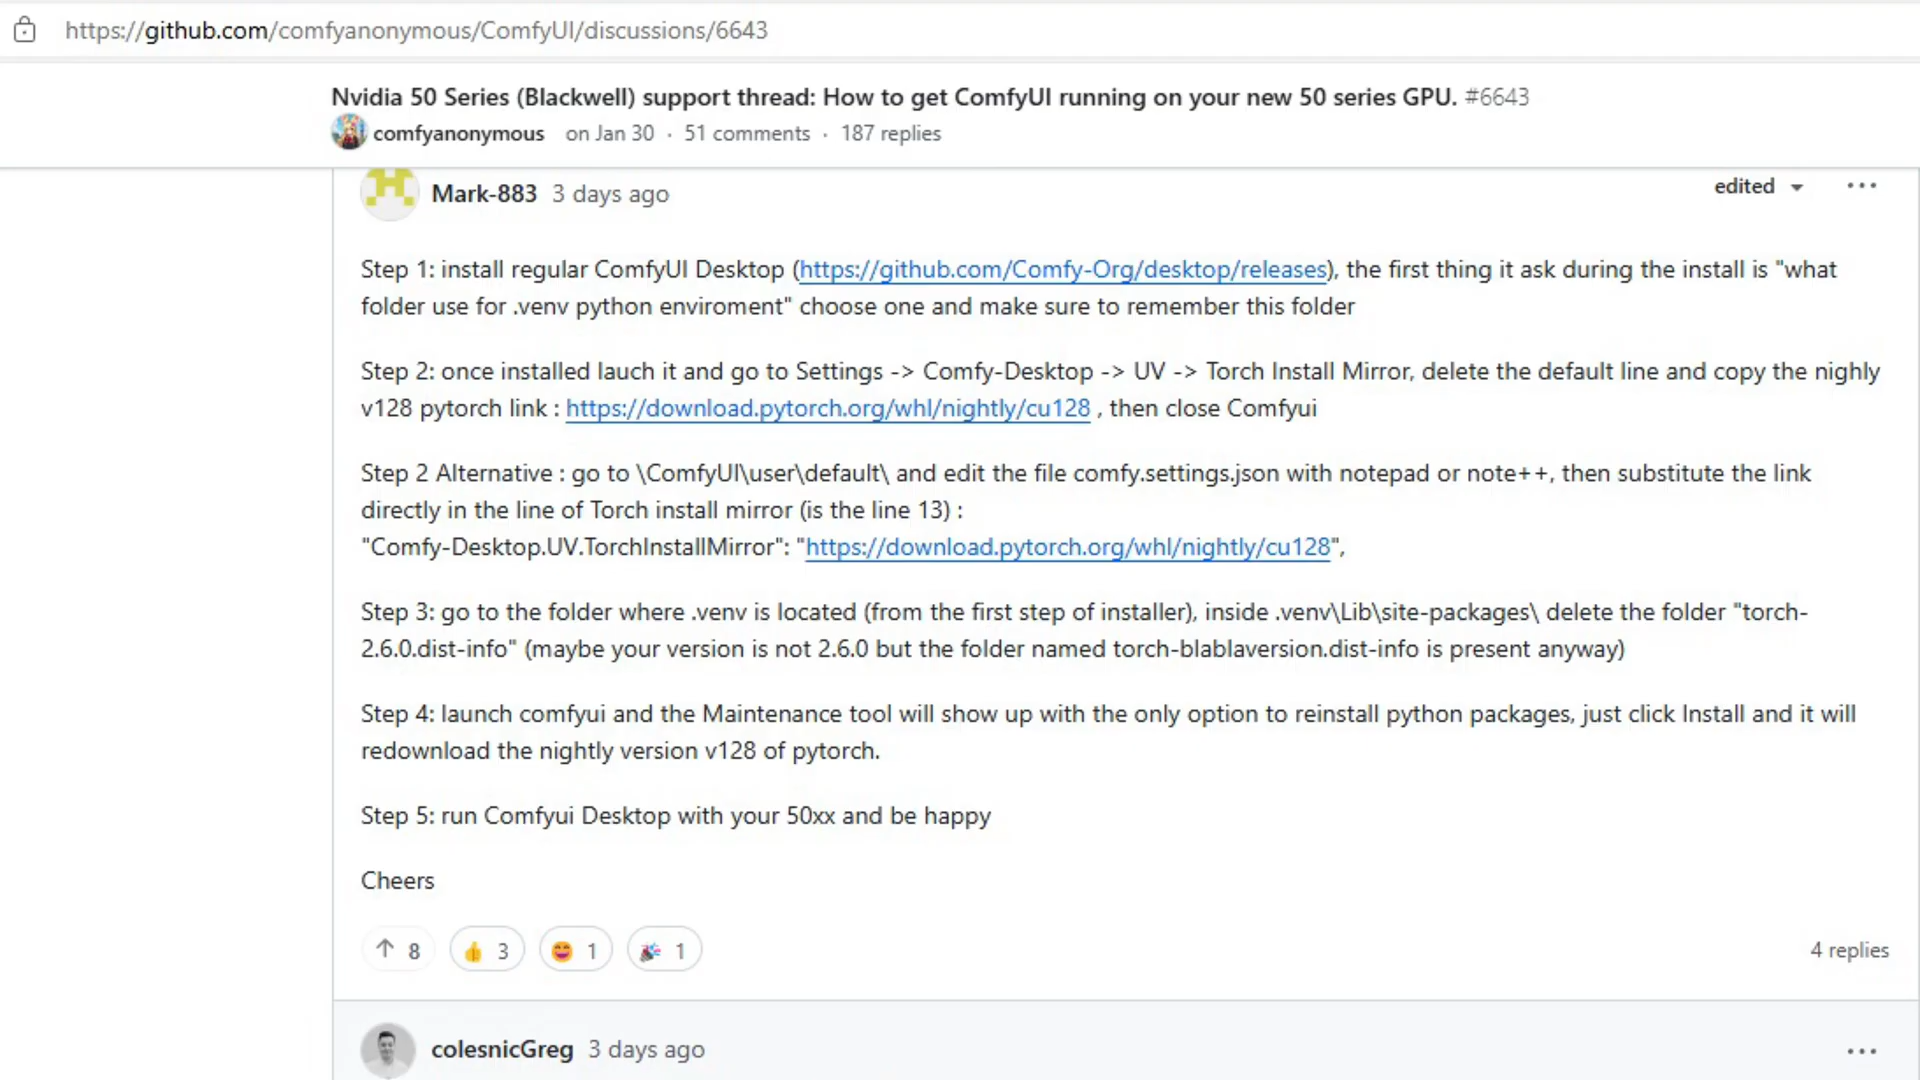 https://github.com/comfyanonymous/ComfyUI/discussions/6643
Nvidia 50 Series (Blackwell) support thread: How to get ComfyUI running on your new 50 series GPU. #6643
comfyanonymous on Jan 30 · 51 comments · 187 replies
Mark-883 3 days ago
edited
Step 1: install regular ComfyUI Desktop (https://github.com/Comfy-Org/desktop/releases), the first thing it ask during the install is "what
folder use for .venv python enviroment" choose one and make sure to remember this folder
Step 2: once installed lauch it and go to Settings -> Comfy-Desktop -> UV -> Torch Install Mirror, delete the default line and copy the nighly
v128 pytorch link : https://download.pytorch.org/whl/nightly/cu128 , then close Comfyui
Step 2 Alternative : go to \ComfyUI\user\default\ and edit the file comfy.settings.json with notepad or note++, then substitute the link
directly in the line of Torch install mirror (is the line 13) :
"Comfy-Desktop.UV.TorchInstallMirror": "https://download.pytorch.org/whl/nightly/cu128",
Step 3: go to the folder where .venv is located (from the first step of installer), inside .venv\Lib\site-packages\ delete the folder "torch-
2.6.0.dist-info" (maybe your version is not 2.6.0 but the folder named torch-blablaversion.dist-info is present anyway)
Step 4: launch comfyui and the Maintenance tool will show up with the only option to reinstall python packages, just click Install and it will
redownload the nightly version v128 of pytorch.
Step 5: run Comfyui Desktop with your 50xx and be happy
Cheers
↑ 8 👍 3 😄 1 🎉 1
4 replies
colesnicGreg 3 days ago